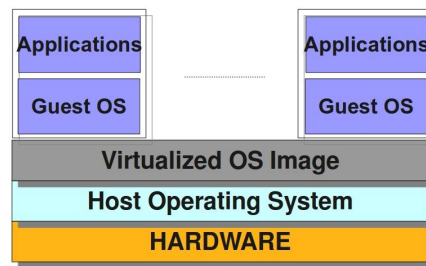 Applications
Applications
Guest OS
Guest OS
Virtualized OS Image
Host Operating System
HARDWARE